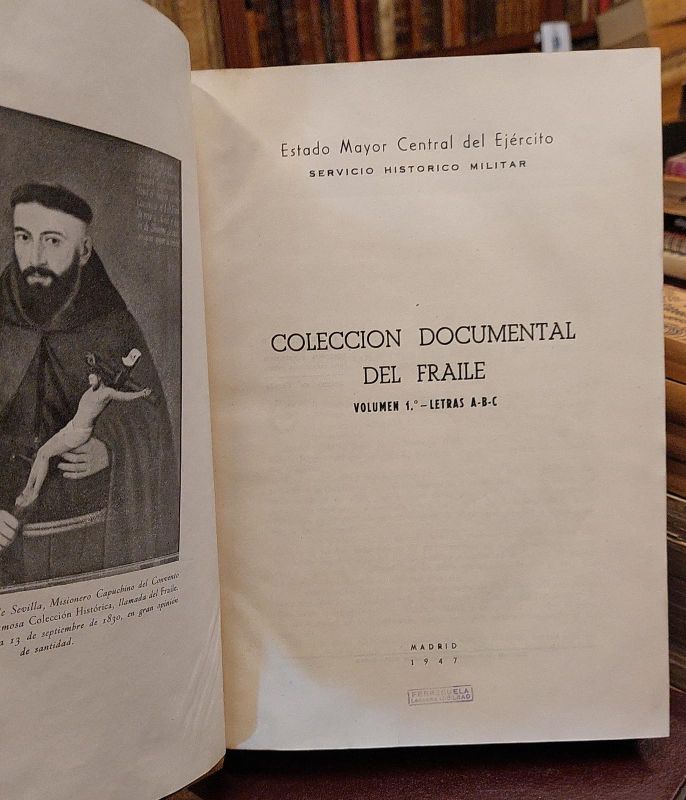 e Sevilla, Misionero Capuchino del Convento
mosa Colección Histórica, llamada del Fraile.
a 13 de septiembre de 1830, en gran opinión
de santidad.
Estado Mayor Central del Ejército
SERVICIO HISTORICO MILITAR
COLECCION DOCUMENTAL
DEL FRAILE
VOLUMEN 1.º - LETRAS A-B-C
MADRID
1947